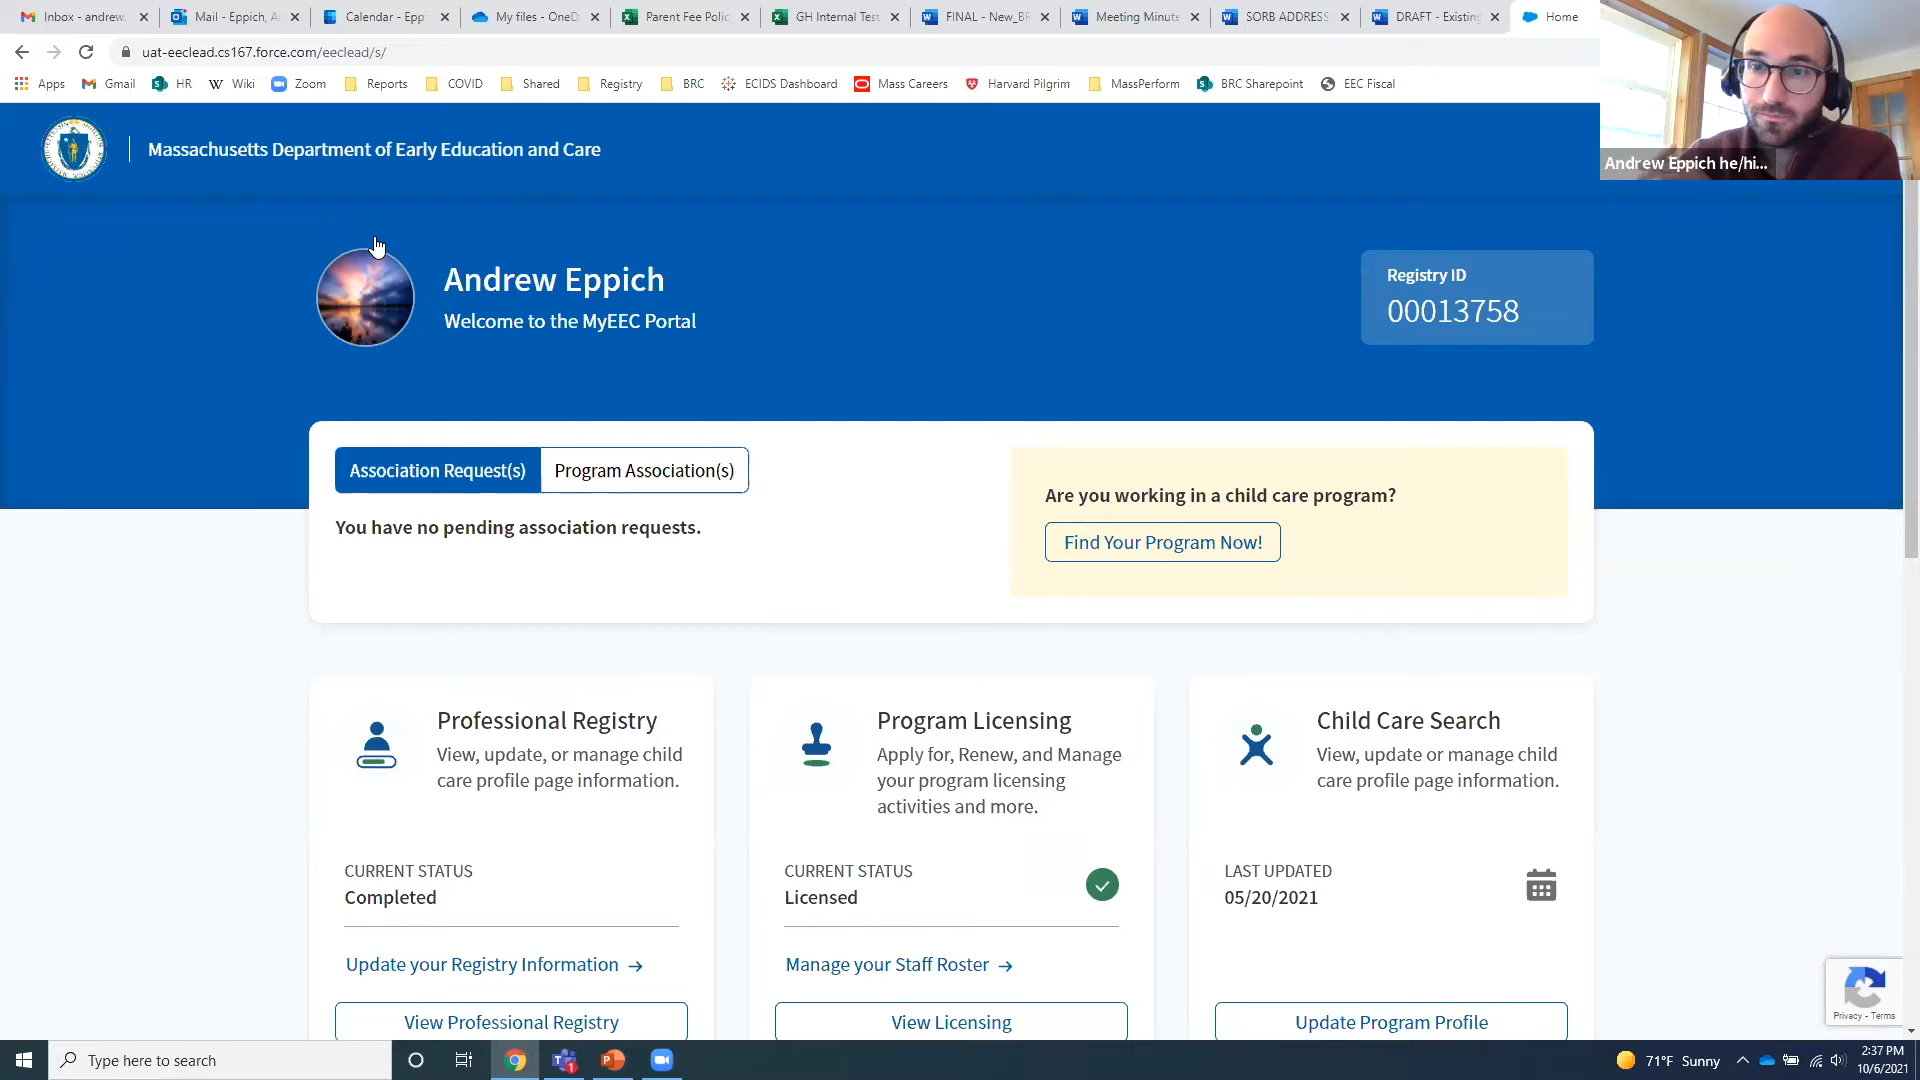 Inbox - andrew.
Mail - Eppich, A
Calendar - Epp
My files - OneD
Parent Fee Polic
GH Internal Test
FINAL - New_BR
Meeting Minute
SORB ADDRESS
DRAFT - Existing
Home
uat-eeclead.cs167.force.com/eeclead/s/
Apps
Gmail
HR
Wiki
Zoom
Reports
COVID
Shared
Registry
BRC
ECIDS Dashboard
Mass Careers
Harvard Pilgrim
MassPerform
BRC Sharepoint
EEC Fiscal
Andrew Eppich he/hi...
Massachusetts Department of Early Education and Care
Andrew Eppich
Welcome to the MyEEC Portal
Registry ID
00013758
Association Request(s)
Program Association(s)
You have no pending association requests.
Are you working in a child care program?
Find Your Program Now!
Professional Registry
View, update, or manage child
care profile page information.
CURRENT STATUS
Completed
Update your Registry Information →
View Professional Registry
Program Licensing
Apply for, Renew, and Manage
your program licensing
activities and more.
CURRENT STATUS
Licensed
Manage your Staff Roster →
View Licensing
Child Care Search
View, update or manage child
care profile page information.
LAST UPDATED
05/20/2021
Update Program Profile
Privacy - Terms
Type here to search
71°F Sunny
2:37 PM
10/6/2021